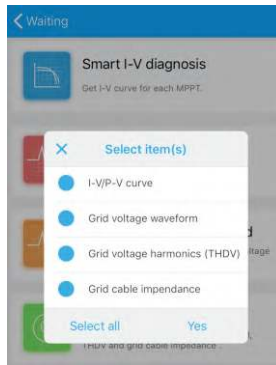 Waiting
Smart I-V diagnosis
Get I-V curve for each MPPT.
Select item(s)
I-V/P-V curve
Grid voltage waveform
d
Grid voltage harmonics (THDV)
ltage
Grid cable impendance
Select all
Yes
THDV and grid cable impedance .